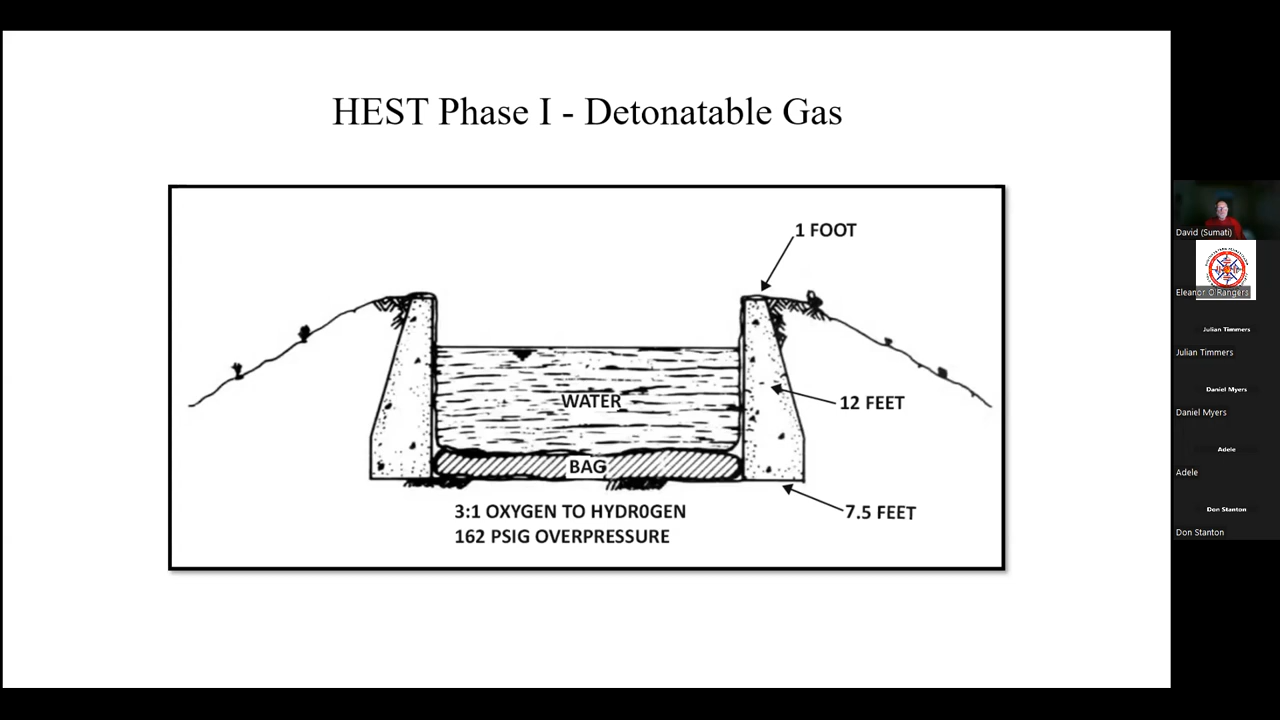 HEST Phase I - Detonatable Gas
1 FOOT
WATER
12 FEET
BAG
3:1 OXYGEN TO HYDR0GEN
162 PSIG OVERPRESSURE
7.5 FEET
David (Sumati)
Eleanor O'Rangers
Julian Timmers
Julian Timmers
Daniel Myers
Daniel Myers
Adele
Adele
Don Stanton
Don Stanton